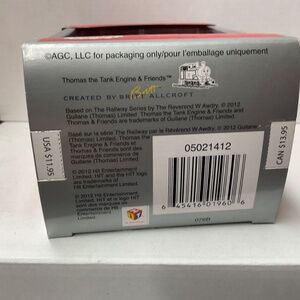 ©AGC, LLC for packaging only/pour l'emballage uniquement
Thomas the Tank Engine & Friends™
CREATED BY BRITT ALLCROFT
Based on The Railway Series by The Reverend W Awdry. © 2012
Gullane (Thomas) Limited. Thomas the Tank Engine & Friends and
Thomas & Friends are trademarks of Gullane (Thomas) Limited.
Basé sur la série The Railway par le Révérend W Awdry. © 2012
Gullane (Thomas) Limited. Thomas the
Tank Engine & Friends et Thomas &
Friends sont des
marques de commerce de
Gullane (Thomas) Limited.
© 2012 Hit Entertainment
Limited. HIT and the HIT logo
are trademarks of
Hit Entertainment Limited.
© 2012 Hit Entertainment
Limited. HIT et le logo HIT
sont des marques de
commerce de Hit Entertainment
Limited.
USA $11.95
05021412
CAN $13.95
6 45416 01960 6